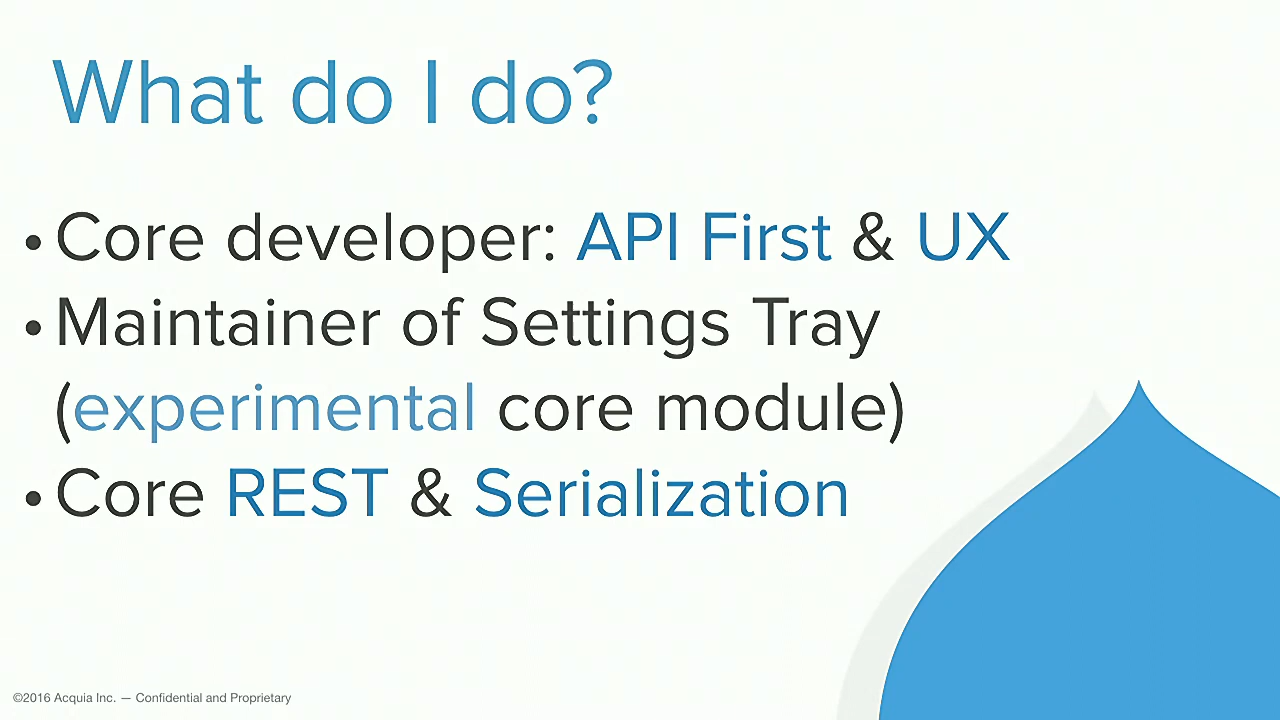 What do I do?
• Core developer: API First & UX
• Maintainer of Settings Tray
(experimental core module)
• Core REST & Serialization
©2016 Acquia Inc. — Confidential and Proprietary